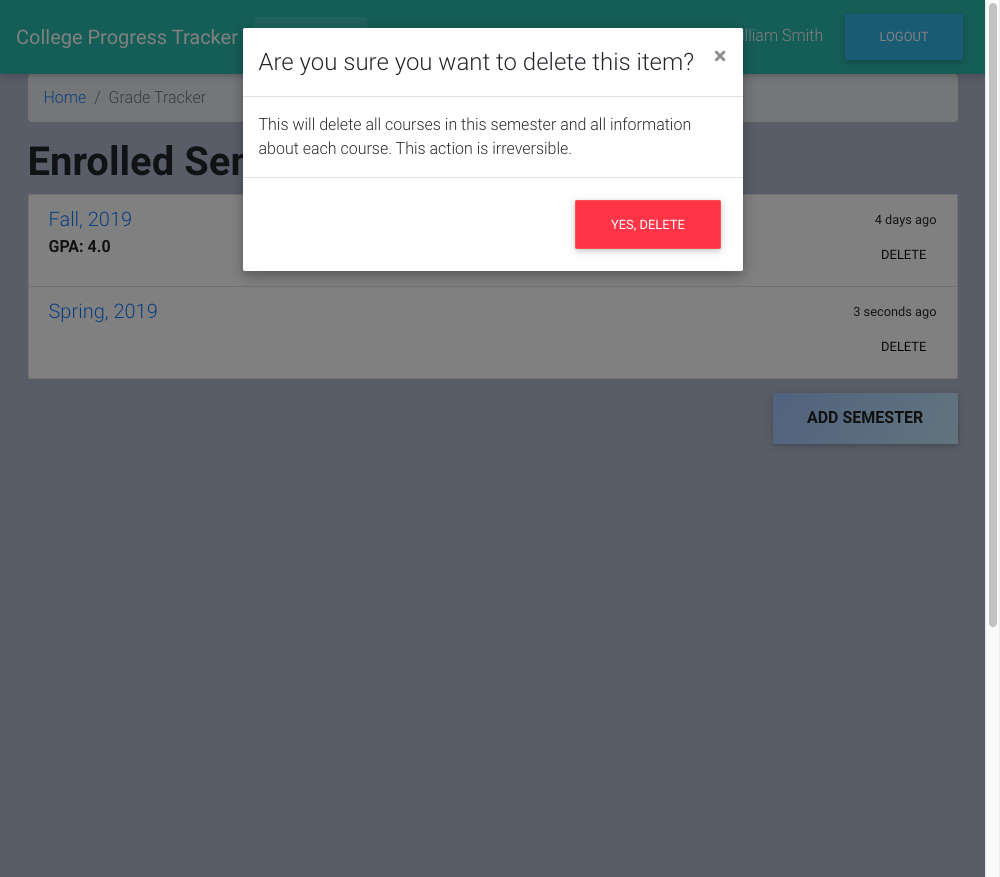 College Progress Tracker
Smith
LOGOUT
Are you sure you want to delete this item?
×
Home / Grade Tracker
This will delete all courses in this semester and all information
about each course. This action is irreversible.
Enrolled
YES, DELETE
Fall, 2019
4 days ago
GPA: 4.0
DELETE
Spring, 2019
3 seconds ago
DELETE
ADD SEMESTER